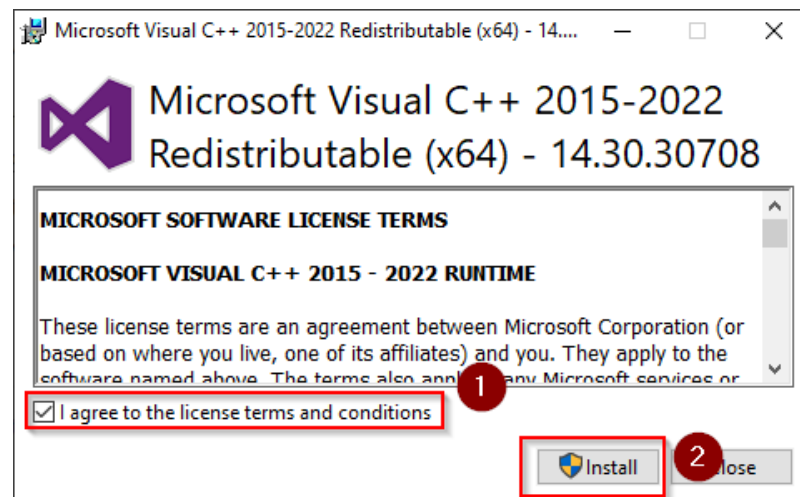 Microsoft Visual C++ 2015-2022 Redistributable (x64) - 14....
Microsoft Visual C++ 2015-2022
Redistributable (x64) - 14.30.30708
MICROSOFT SOFTWARE LICENSE TERMS
MICROSOFT VISUAL C++ 2015 - 2022 RUNTIME
These license terms are an agreement between Microsoft Corporation (or
based on where you live, one of its affiliates) and you. They apply to the
software named above. The terms also any Microsoft services or
1
I agree to the license terms and conditions
Install
2